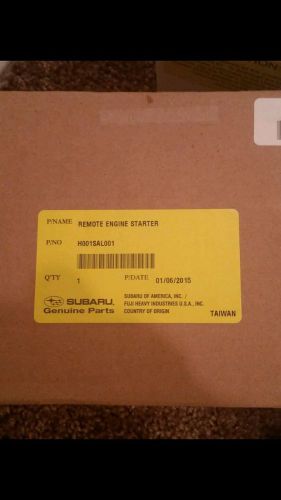 P/NAME REMOTE ENGINE STARTER
P/NO H001SAL001
Q'TY 1 P/DATE 01/06/2015
SUBARU
Genuine Parts
SUBARU OF AMERICA, INC. /
FUJI HEAVY INDUSTRIES U.S.A., INC.
COUNTRY OF ORIGIN TAIWAN